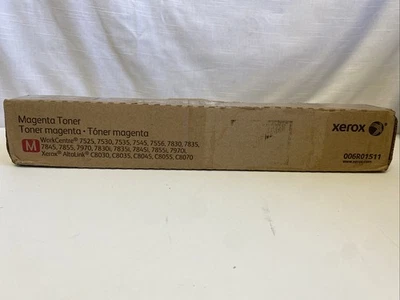 Magenta Toner
Toner magenta • Tóner magenta
M
WorkCentre® 7525, 7530, 7535, 7545, 7556, 7830, 7835,
7845, 7855, 7970, 7830i, 7835i, 7845i, 7855i, 7970i,
Xerox® AltaLink® C8030, C8035, C8045, C8055, C8070
xerox
006R01511